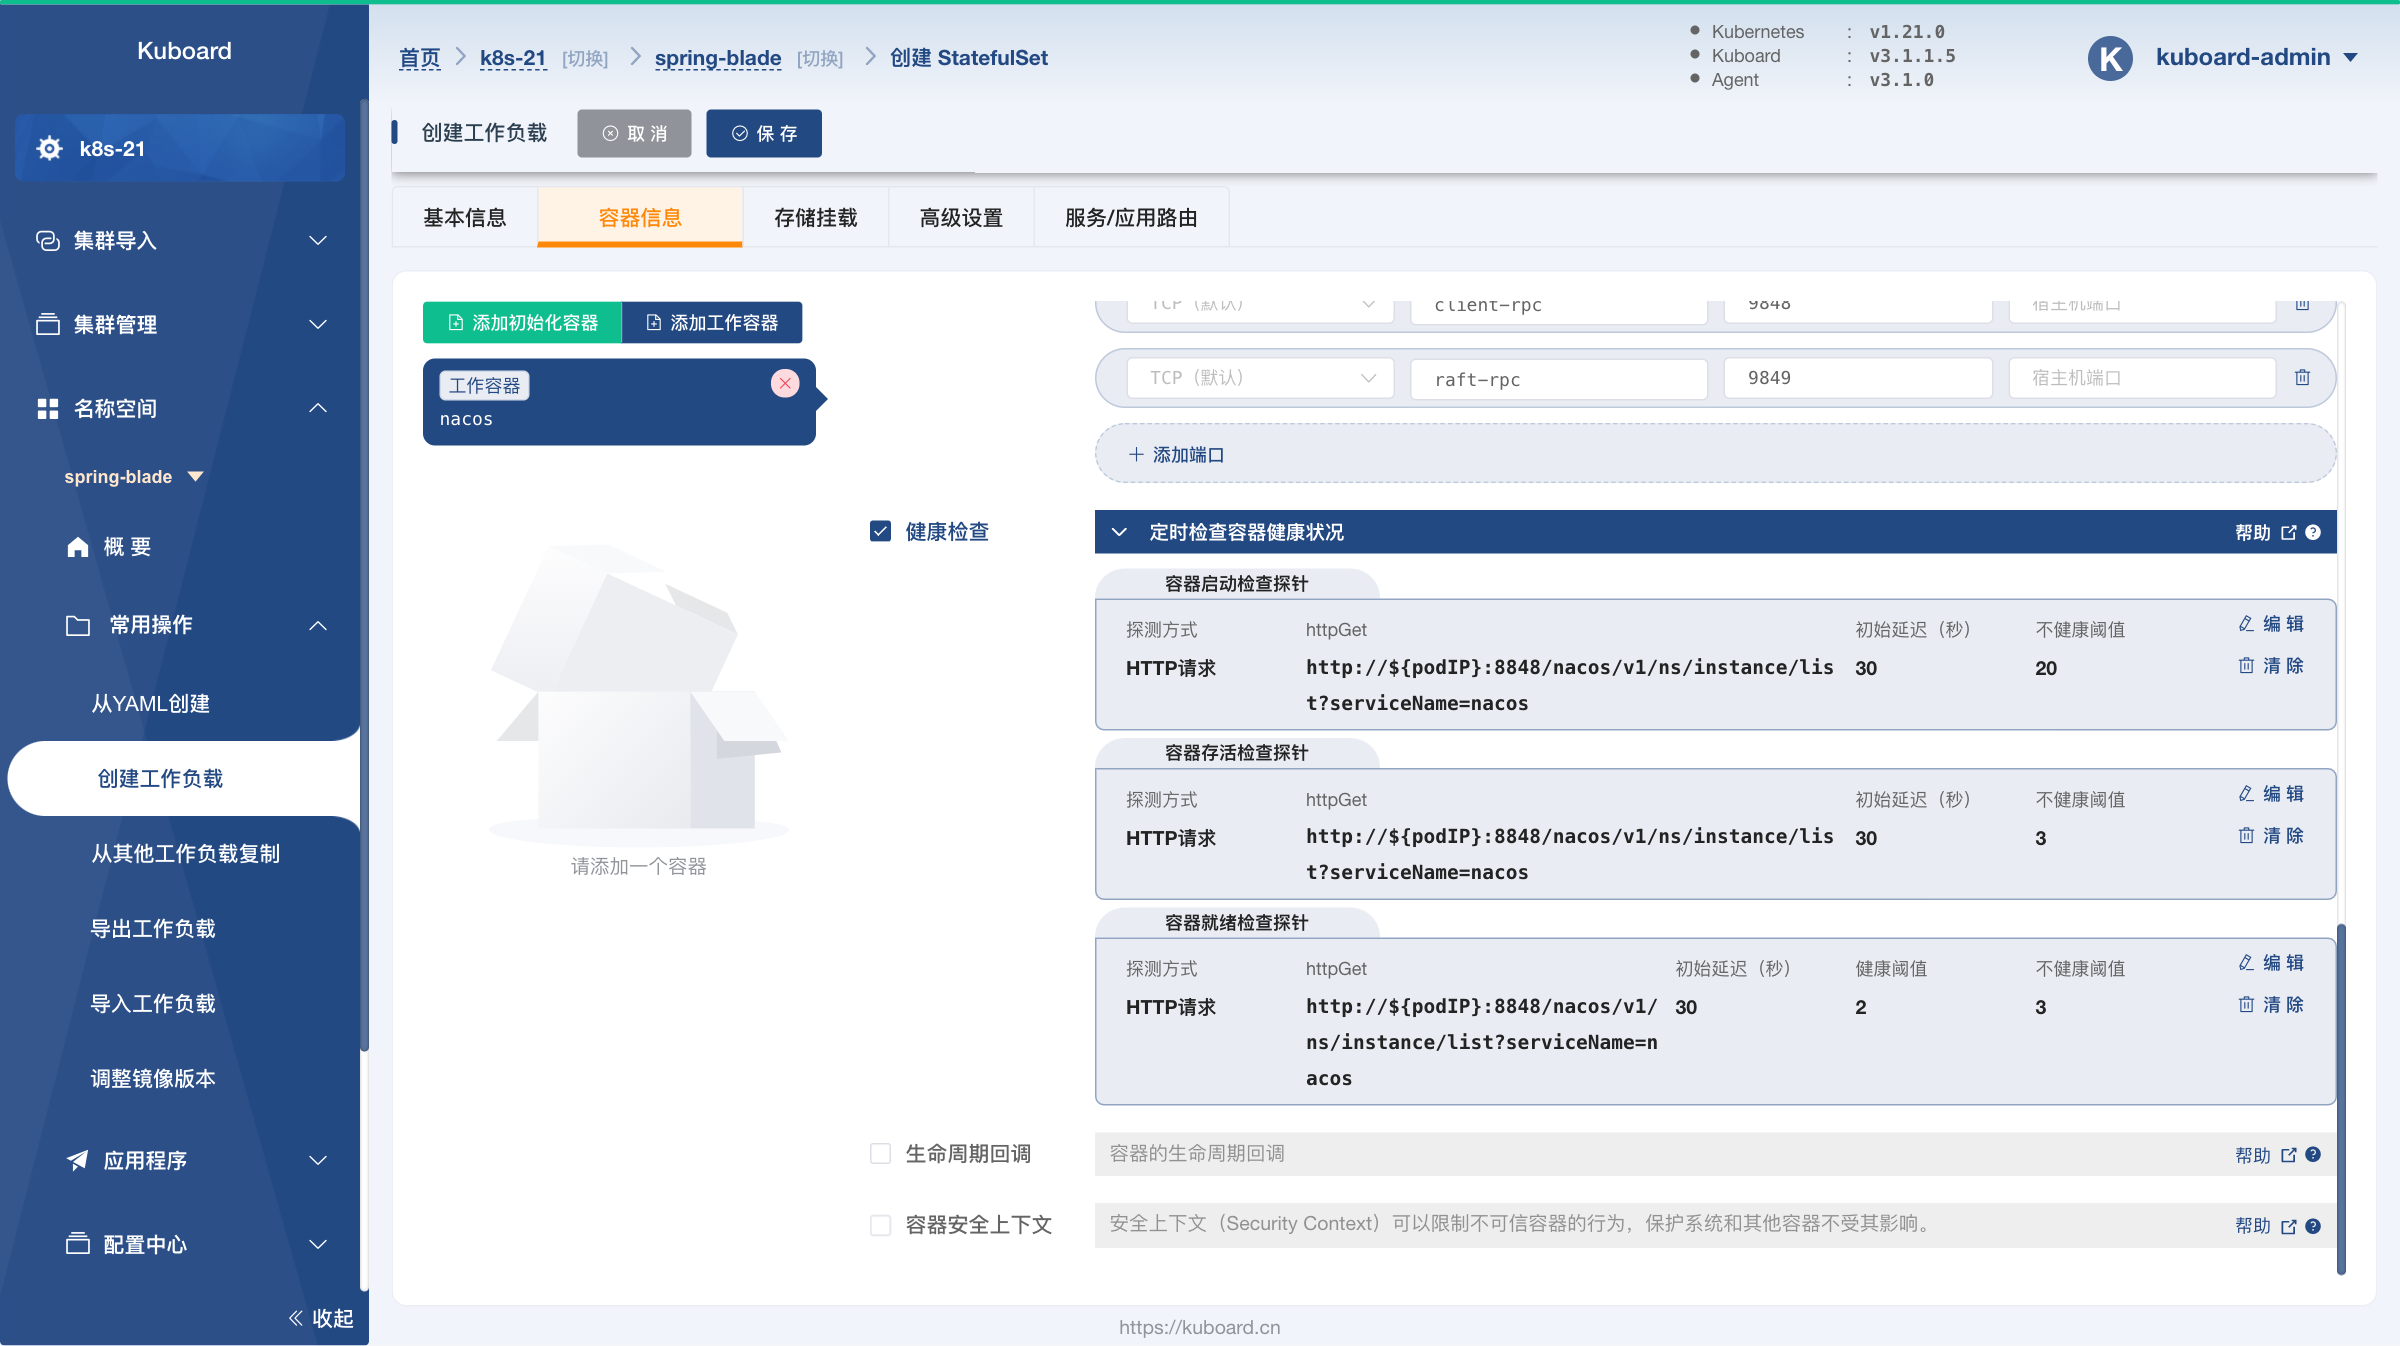 Kuboard
首页
k8s-21
[切换]
spring-blade
[切换]
创建 StatefulSet
Kubernetes : v1.21.0
Kuboard : v3.1.1.5
Agent : v3.1.0
K
kuboard-admin
创建工作负载
取 消
保 存
k8s-21
集群导入
集群管理
名称空间
spring-blade
概 要
常用操作
从YAML创建
创建工作负载
从其他工作负载复制
导出工作负载
导入工作负载
调整镜像版本
应用程序
配置中心
收起
基本信息
容器信息
存储挂载
高级设置
服务/应用路由
添加初始化容器
添加工作容器
工作容器
nacos
请添加一个容器
TCP（默认） client-rpc 9848 宿主机端口
TCP（默认） raft-rpc 9849 宿主机端口
添加端口
健康检查
定时检查容器健康状况
帮助
容器启动检查探针
探测方式 httpGet 初始延迟（秒） 不健康阈值 编 辑
HTTP请求 http://${podIP}:8848/nacos/v1/ns/instance/lis 30 20 清 除
t?serviceName=nacos
容器存活检查探针
探测方式 httpGet 初始延迟（秒） 不健康阈值 编 辑
HTTP请求 http://${podIP}:8848/nacos/v1/ns/instance/lis 30 3 清 除
t?serviceName=nacos
容器就绪检查探针
探测方式 httpGet 初始延迟（秒） 健康阈值 不健康阈值 编 辑
HTTP请求 http://${podIP}:8848/nacos/v1/ 30 2 3 清 除
ns/instance/list?serviceName=n
acos
生命周期回调
容器的生命周期回调
帮助
容器安全上下文
安全上下文（Security Context）可以限制不可信容器的行为，保护系统和其他容器不受其影响。
帮助
https://kuboard.cn